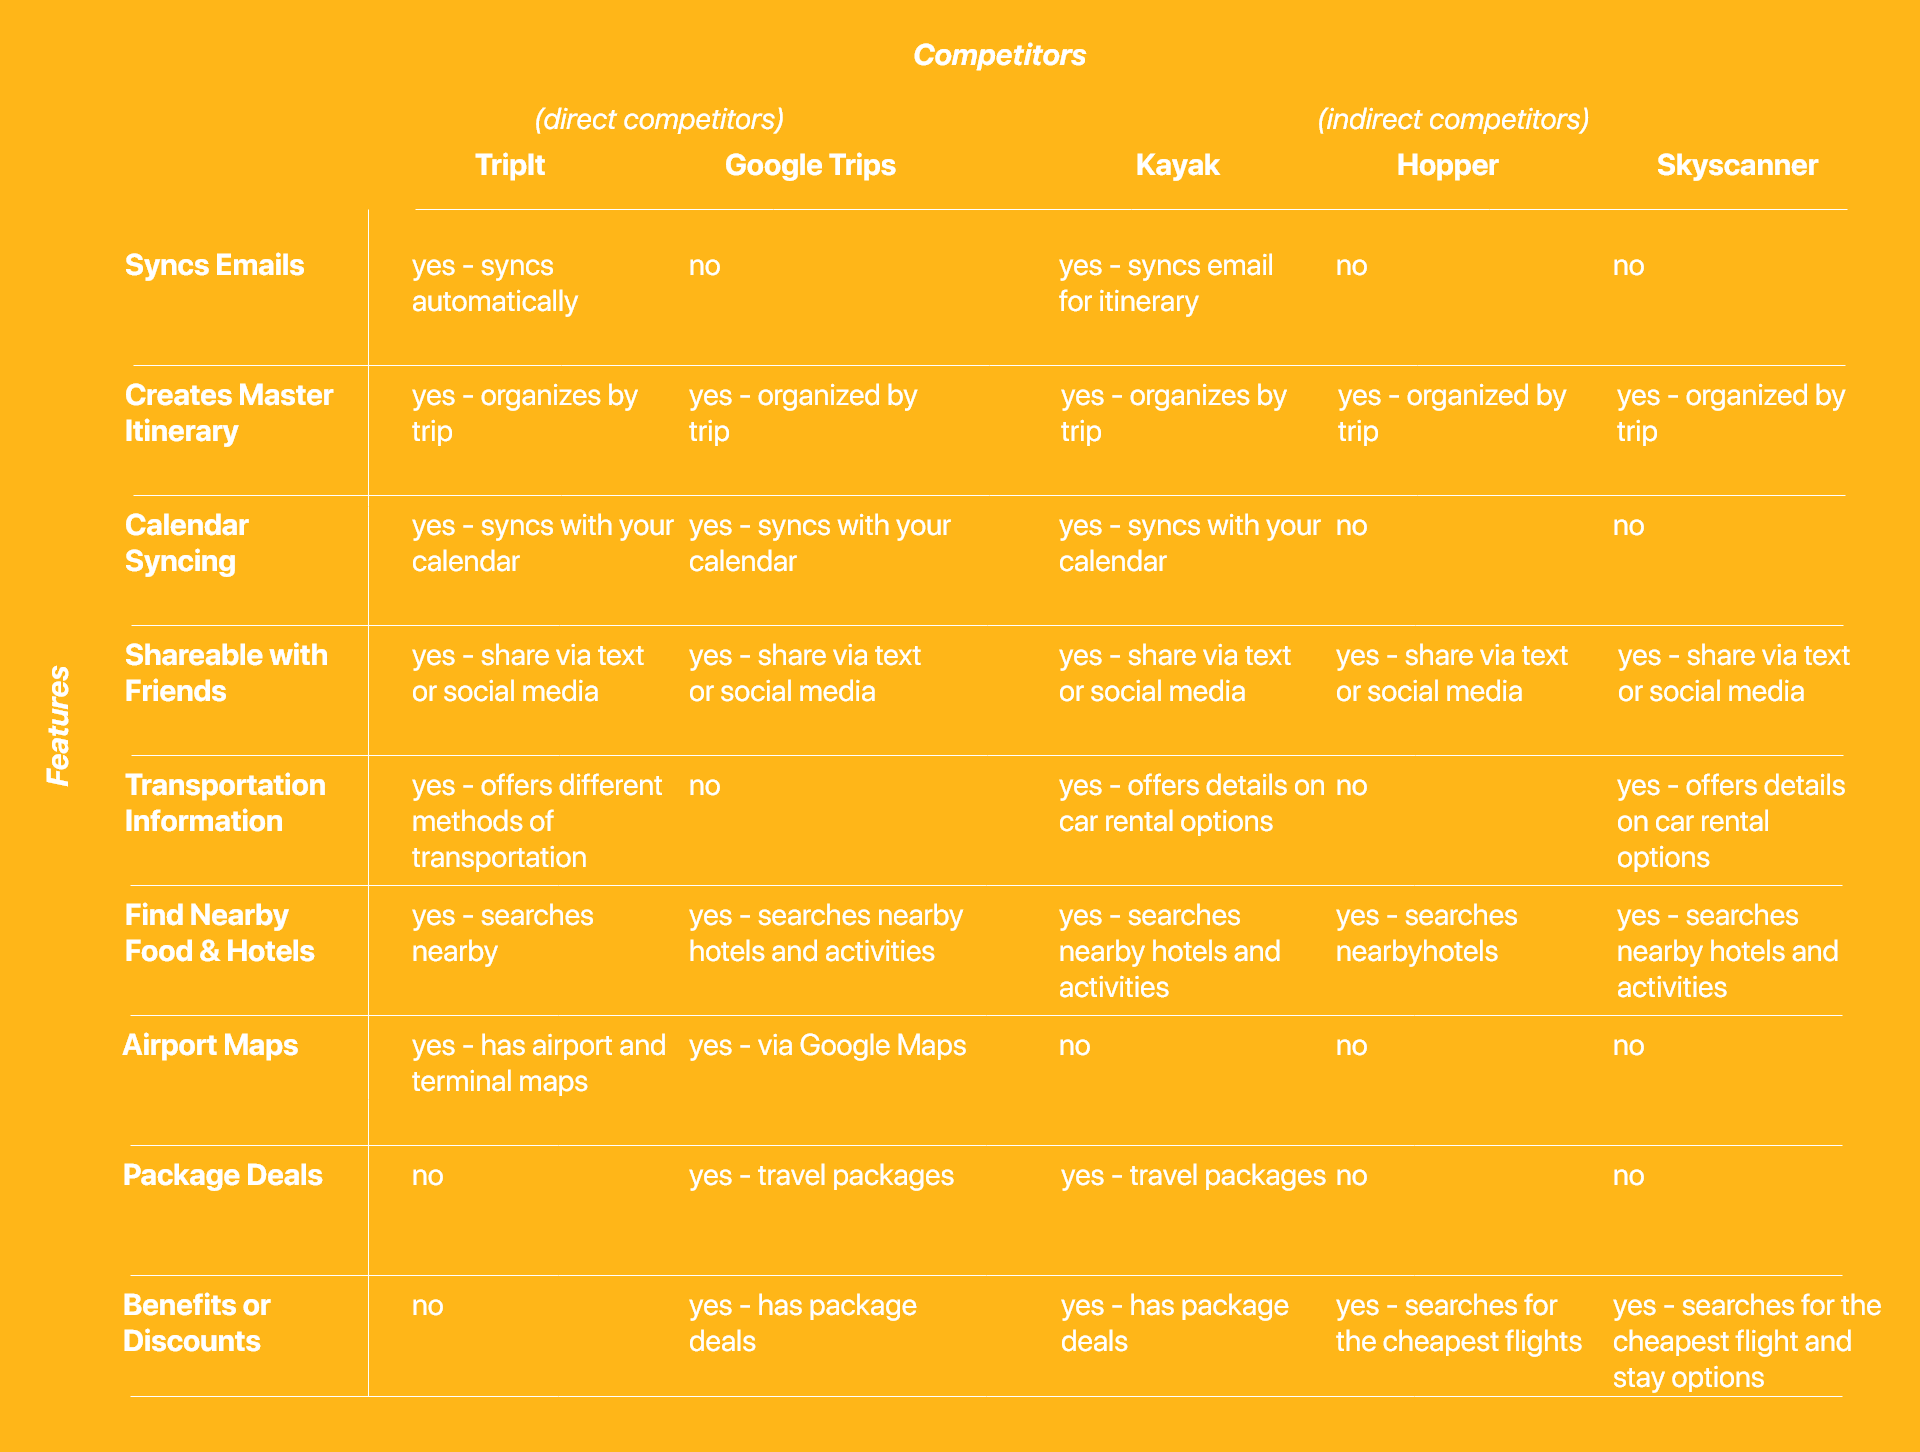 Competitors
(direct competitors) (indirect competitors)
TripIt Google Trips Kayak Hopper Skyscanner
Features
Syncs Emails yes - syncs no yes - syncs email no no
automatically for itinerary
Creates Master yes - organizes by yes - organized by yes - organizes by yes - organized by yes - organized by
Itinerary trip trip trip trip trip
Calendar yes - syncs with your yes - syncs with your yes - syncs with your no no
Syncing calendar calendar calendar
Shareable with yes - share via text yes - share via text yes - share via text yes - share via text yes - share via text
Friends or social media or social media or social media or social media or social media
Transportation yes - offers different no yes - offers details on no yes - offers details
Information methods of car rental options on car rental
transportation options
Find Nearby yes - searches yes - searches nearby yes - searches yes - searches yes - searches
Food & Hotels nearby hotels and activities nearby hotels and nearbyhotels nearby hotels and
activities activities
Airport Maps yes - has airport and yes - via Google Maps no no no
terminal maps
Package Deals no yes - travel packages yes - travel packages no no
Benefits or no yes - has package yes - has package yes - searches for yes - searches for the
Discounts deals deals the cheapest flights cheapest flight and
stay options